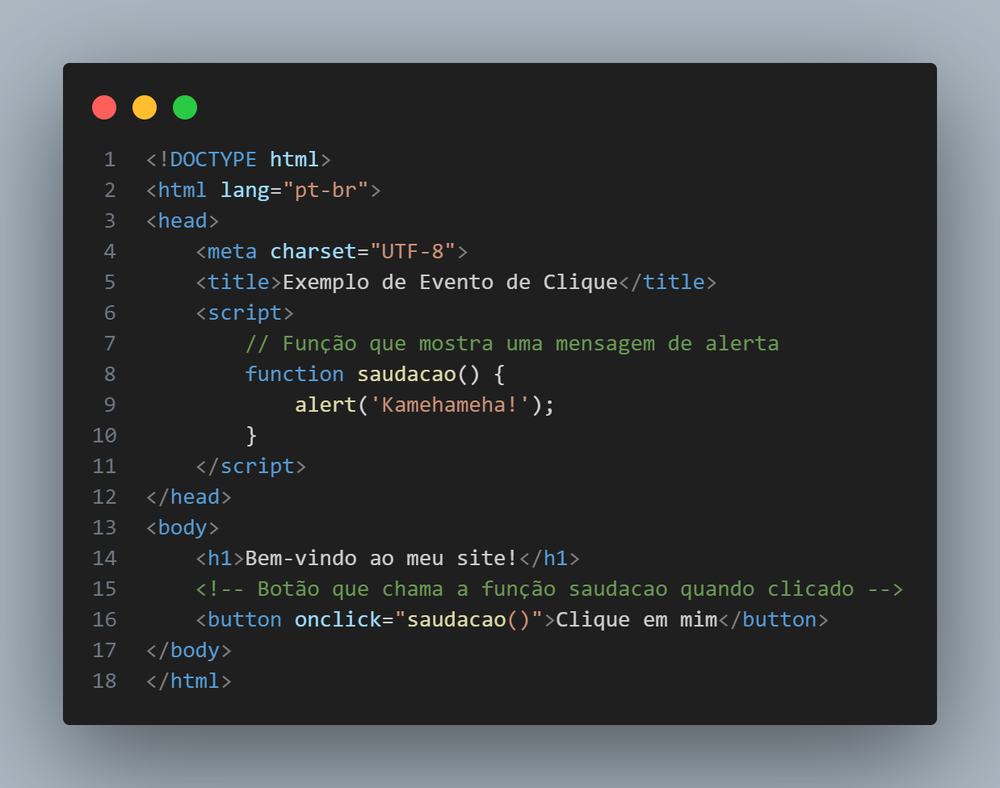 1 <!DOCTYPE html>
2 <html lang="pt-br">
3 <head>
4     <meta charset="UTF-8">
5     <title>Exemplo de Evento de Clique</title>
6     <script>
7         // Função que mostra uma mensagem de alerta
8         function saudacao() {
9             alert('Kamehameha!');
10         }
11     </script>
12 </head>
13 <body>
14     <h1>Bem-vindo ao meu site!</h1>
15     <!-- Botão que chama a função saudacao quando clicado -->
16     <button onclick="saudacao()">Clique em mim</button>
17 </body>
18 </html>